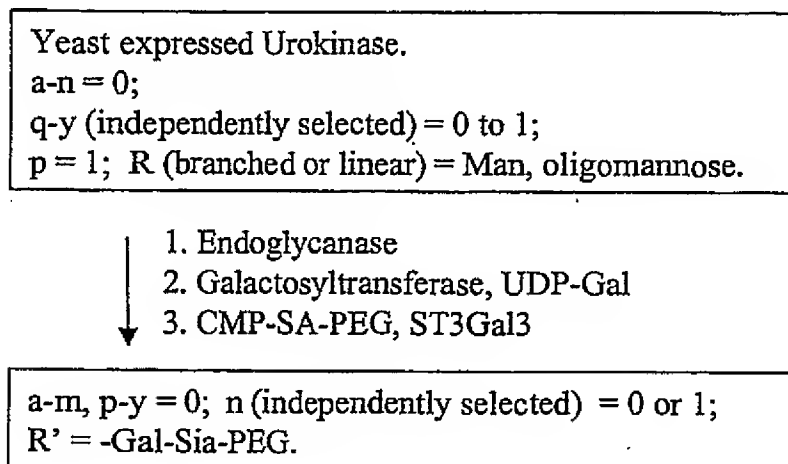 Yeast expressed Urokinase.
a-n = 0;
q-y (independently selected) = 0 to 1;
p = 1; R (branched or linear) = Man, oligomannose.
1. Endoglycanase
2. Galactosyltransferase, UDP-Gal
3. CMP-SA-PEG, ST3Gal3
a-m, p-y = 0; n (independently selected) = 0 or 1;
R' = -Gal-Sia-PEG.